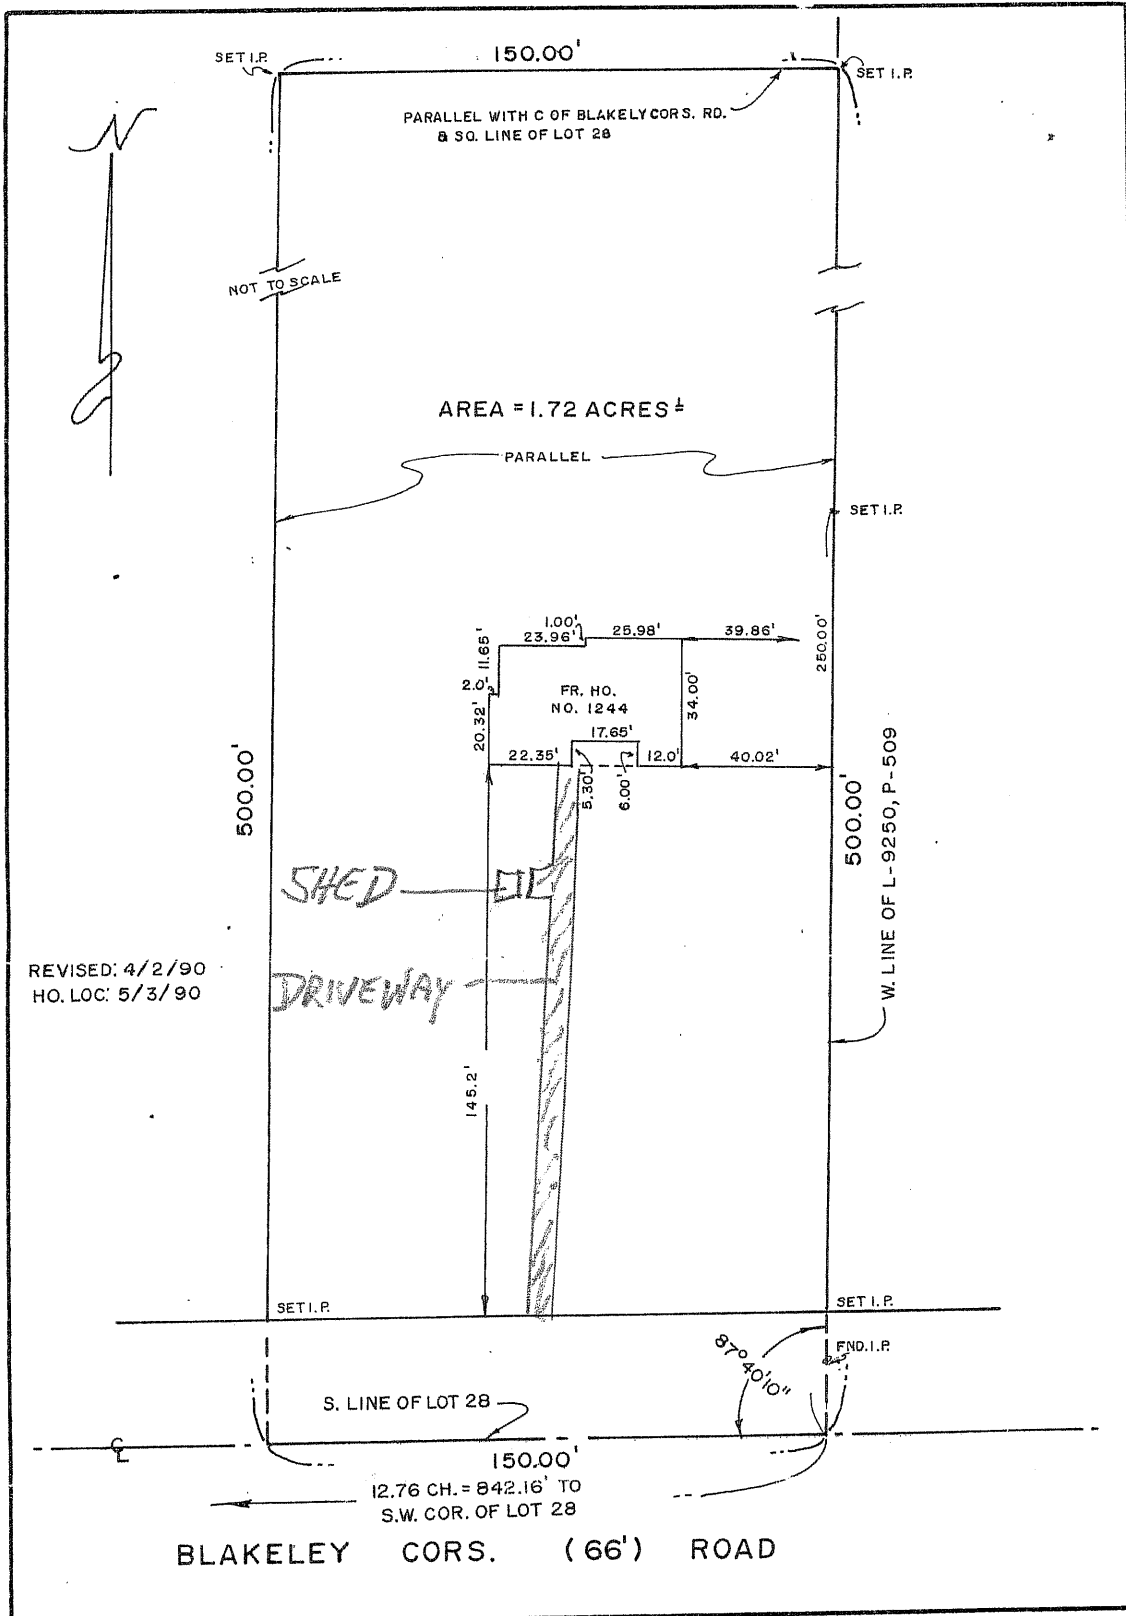 150.00'
SET I.P.
SET I.P.
PARALLEL WITH C OF BLAKELY CORS. RD.
& SO. LINE OF LOT 28
N
NOT TO SCALE
AREA = 1.72 ACRES ±
PARALLEL
SET I.P.
250.00'
1.00'
23.96'
25.98'
39.86'
11.65'
2.0'
20.32'
FR. HO.
NO. 1244
34.00'
17.65'
22.35'
12.0'
40.02'
5.30'
6.00'
500.00'
500.00'
W. LINE OF L-9250, P-509
SHED
REVISED: 4/2/90
HO. LOC: 5/3/90
DRIVEWAY
145.2'
SET I.P.
SET I.P.
FND. I.P.
87°40'10"
S. LINE OF LOT 28
℄
150.00'
12.76 CH. = 842.16' TO
S.W. COR. OF LOT 28
BLAKELEY CORS. (66') ROAD